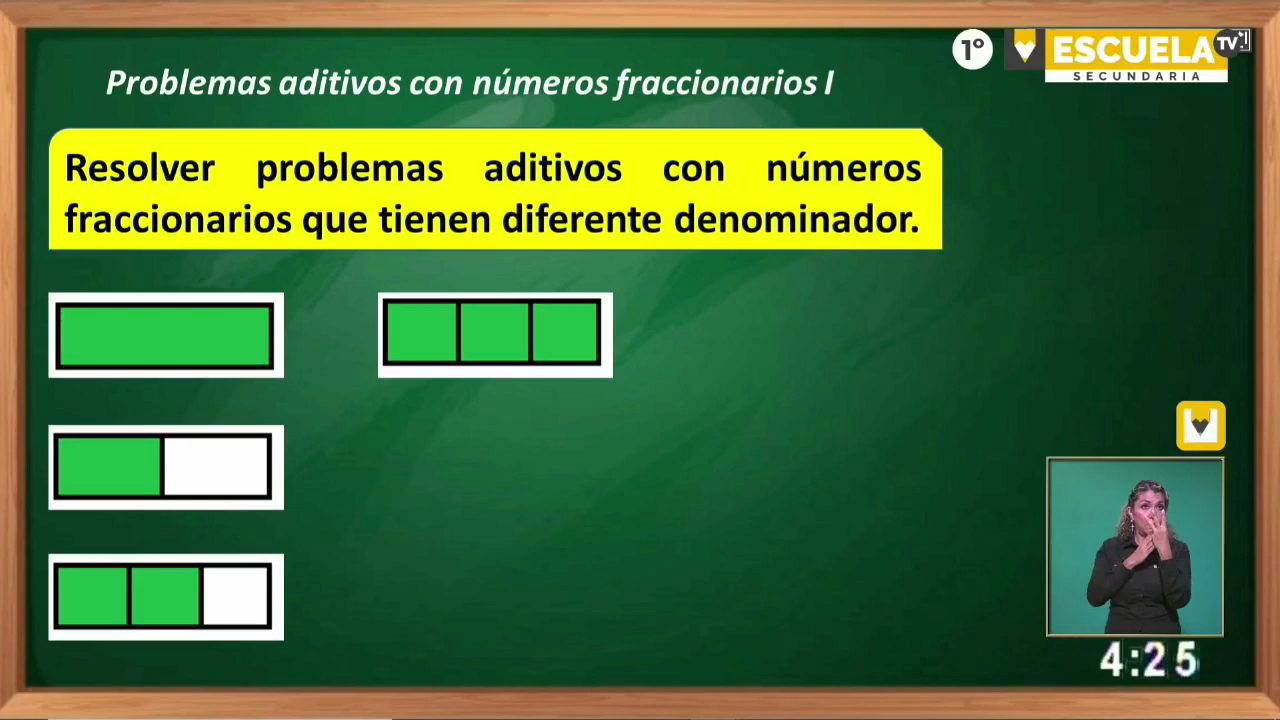 1º
ESCUELA TV
SECUNDARIA
Problemas aditivos con números fraccionarios I
Resolver problemas aditivos con números
fraccionarios que tienen diferente denominador.
4:25